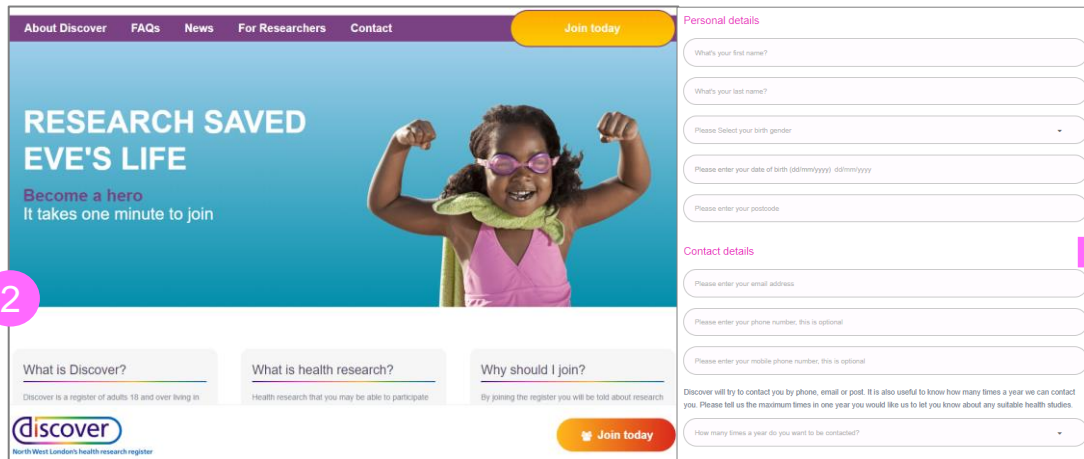 About Discover FAQs News For Researchers Contact Join today
RESEARCH SAVED
EVE'S LIFE
Become a hero
It takes one minute to join
2
What is Discover?
Discover is a register of adults 18 and over living in
What is health research?
Health research that you may be able to participate
Why should I join?
By joining the register you will be told about research
discover
North West London's health research register
Join today
Personal details
What's your first name?
What's your last name?
Please Select your birth gender
Please enter your date of birth (dd/mm/yyyy) dd/mm/yyyy
Please enter your postcode
Contact details
Please enter your email address
Please enter your phone number, this is optional
Please enter your mobile phone number, this is optional
Discover will try to contact you by phone, email or post. It is also useful to know how many times a year we can contact
you. Please tell us the maximum times in one year you would like us to let you know about any suitable health studies.
How many times a year do you want to be contacted?